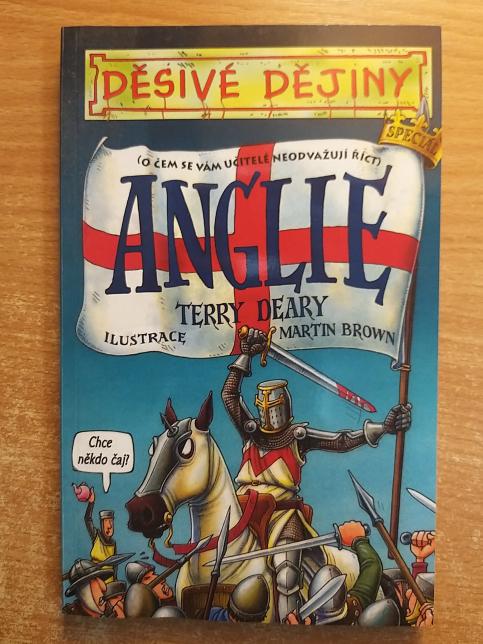 DĚSIVÉ DĚJINY
SPECIÁL
(O ČEM SE VÁM UČITELÉ NEODVAŽUJÍ ŘÍCT)
ANGLIE
TERRY DEARY
ILUSTRACE MARTIN BROWN
Chce
někdo čaj?